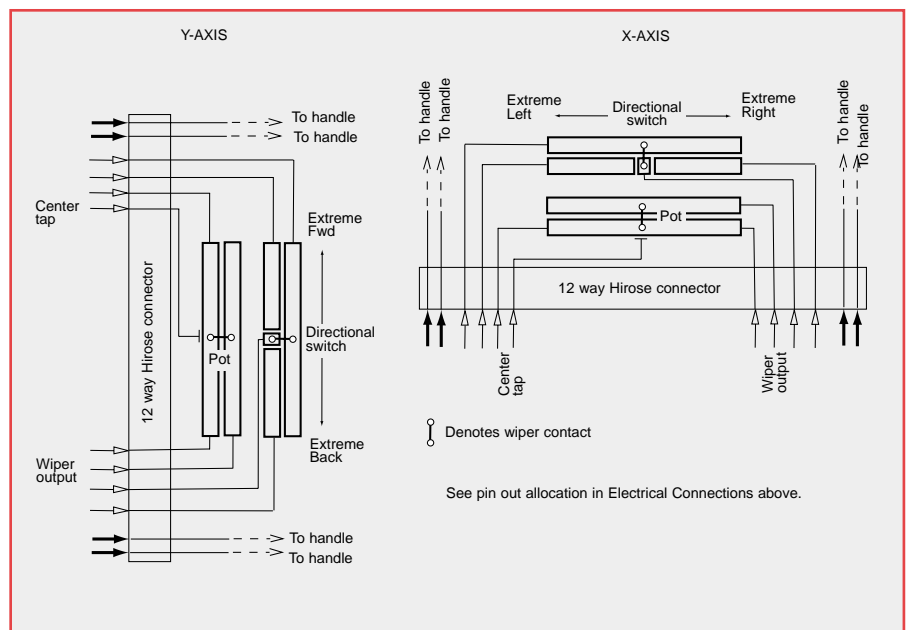 Y-AXIS
To handle
To handle
Center
tap
12 way Hirose connector
Extreme
Fwd
Directional
switch
Pot
Extreme
Back
Wiper
output
To handle
To handle
X-AXIS
To handle
To handle
Extreme
Left
Directional
switch
Extreme
Right
To handle
To handle
Pot
12 way Hirose connector
Center
tap
Wiper
output
Denotes wiper contact
See pin out allocation in Electrical Connections above.